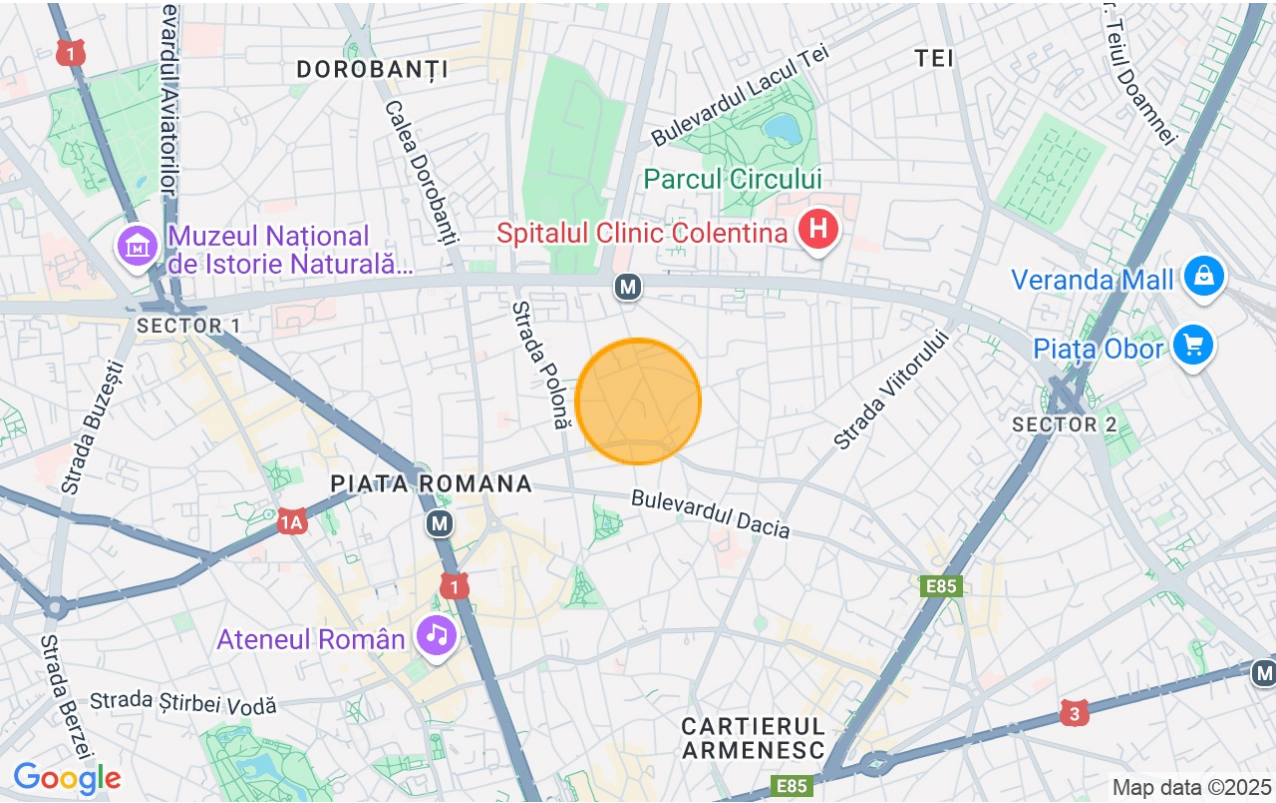 1
evardul Aviatorilor
DOROBANȚI
Calea Dorobanți
Bulevardul Lacul Tei
TEI
r. Teiul Doamnei
Parcul Circului
Spitalul Clinic Colentina
H
Muzeul Național
de Istorie Naturală...
M
Veranda Mall
SECTOR 1
Strada Polonă
Piața Obor
Strada Viitorului
Strada Buzești
SECTOR 2
PIATA ROMANA
Bulevardul Dacia
1A
M
1
E85
Ateneul Român
Strada Berzei
Strada Știrbei Vodă
M
3
CARTIERUL
ARMENESC
E85
Google
Map data ©2025